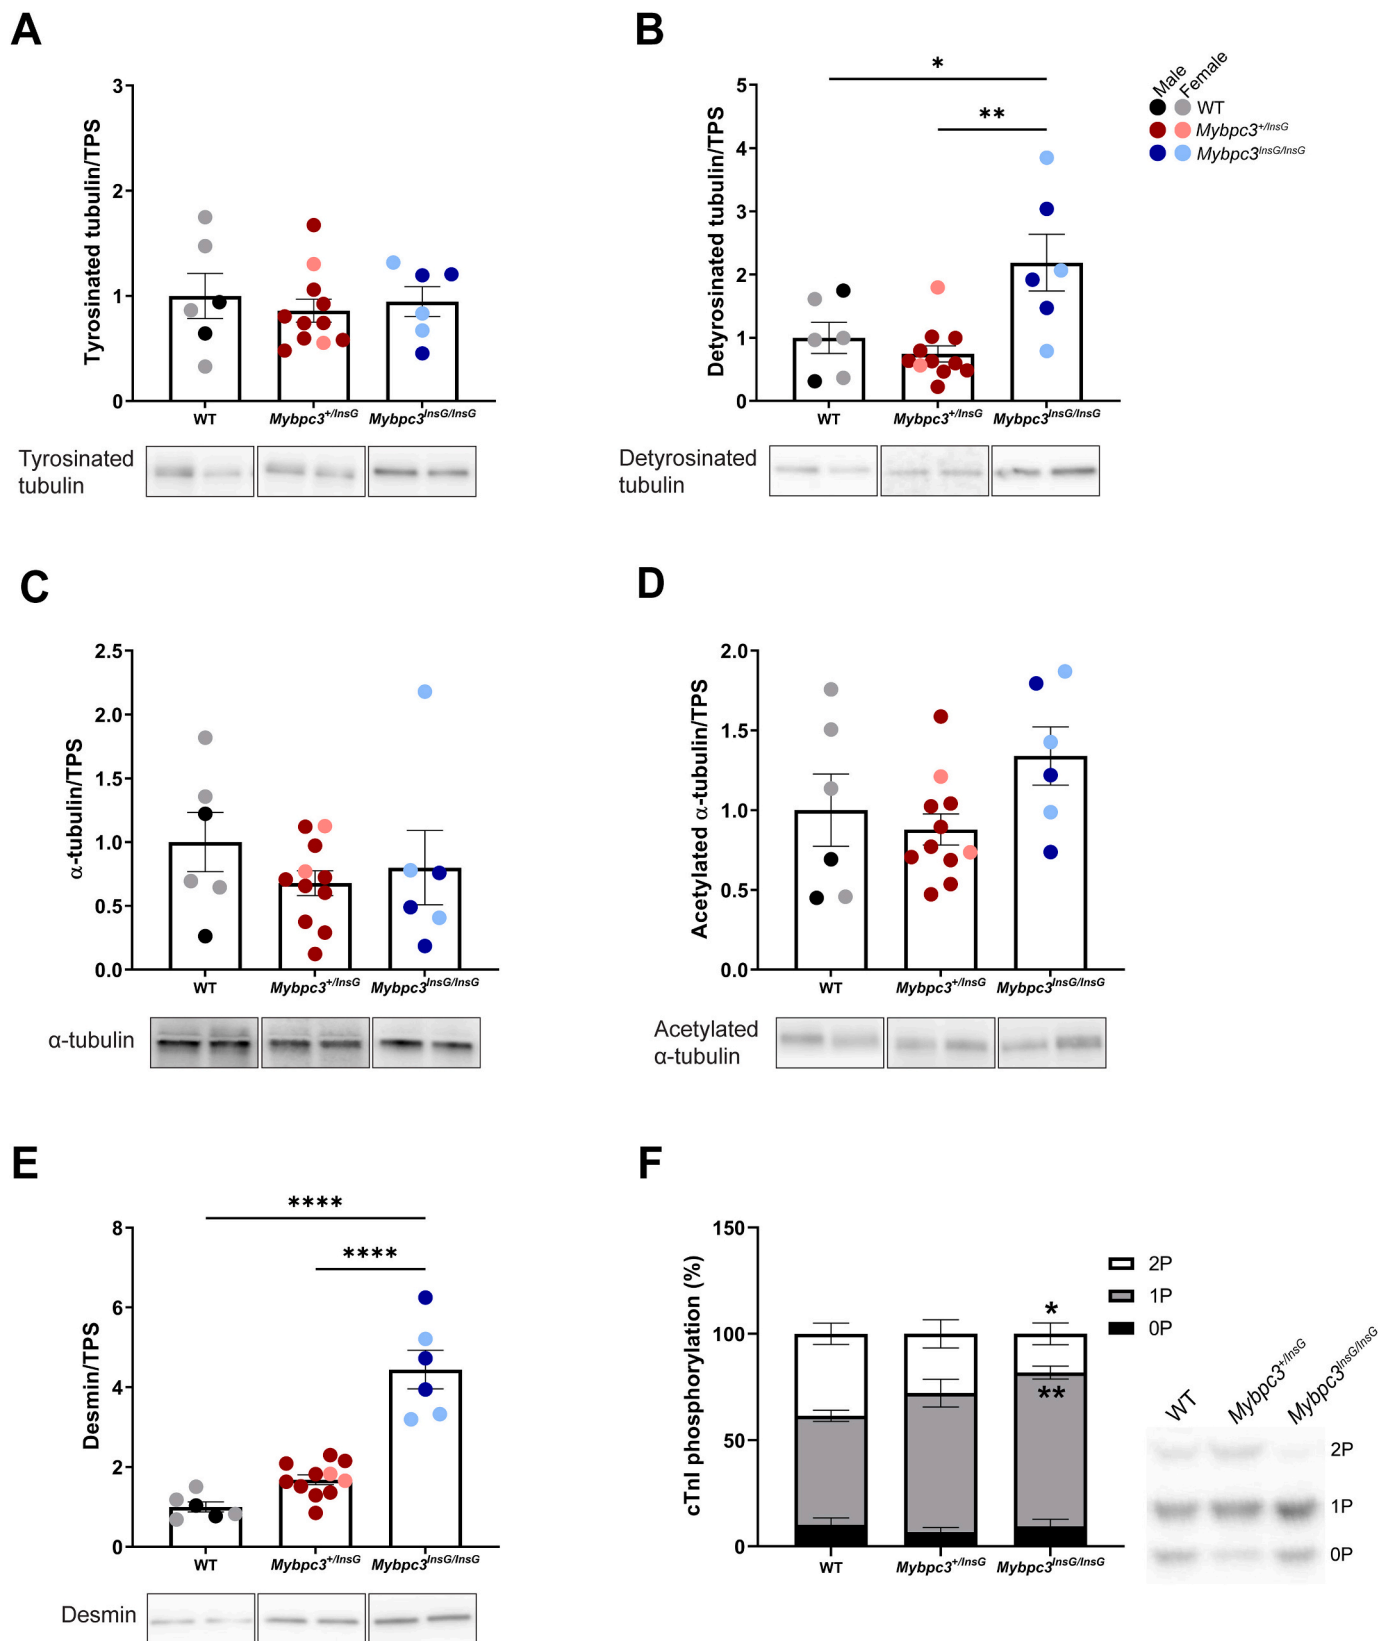 A
Tyrosinated tubulin/TPS
3
2
1
0
WT
Mybpc3+/InsG
Mybpc3InsG/InsG
Tyrosinated
tubulin
B
Detyrosinated tubulin/TPS
5
4
3
2
1
0
*
**
WT
Mybpc3+/InsG
Mybpc3InsG/InsG
Detyrosinated
tubulin
Male
Female
WT
Mybpc3+/InsG
Mybpc3InsG/InsG
C
α-tubulin/TPS
2.5
2.0
1.5
1.0
0.5
0.0
WT
Mybpc3+/InsG
Mybpc3InsG/InsG
α-tubulin
D
Acetylated α-tubulin/TPS
2.0
1.5
1.0
0.5
0.0
WT
Mybpc3+/InsG
Mybpc3InsG/InsG
Acetylated
α-tubulin
E
Desmin/TPS
8
6
4
2
0
****
****
WT
Mybpc3+/InsG
Mybpc3InsG/InsG
Desmin
F
cTnI phosphorylation (%)
150
100
50
0
*
**
WT
Mybpc3+/InsG
Mybpc3InsG/InsG
2P
1P
0P
WT
Mybpc3+/InsG
Mybpc3InsG/InsG
2P
1P
0P